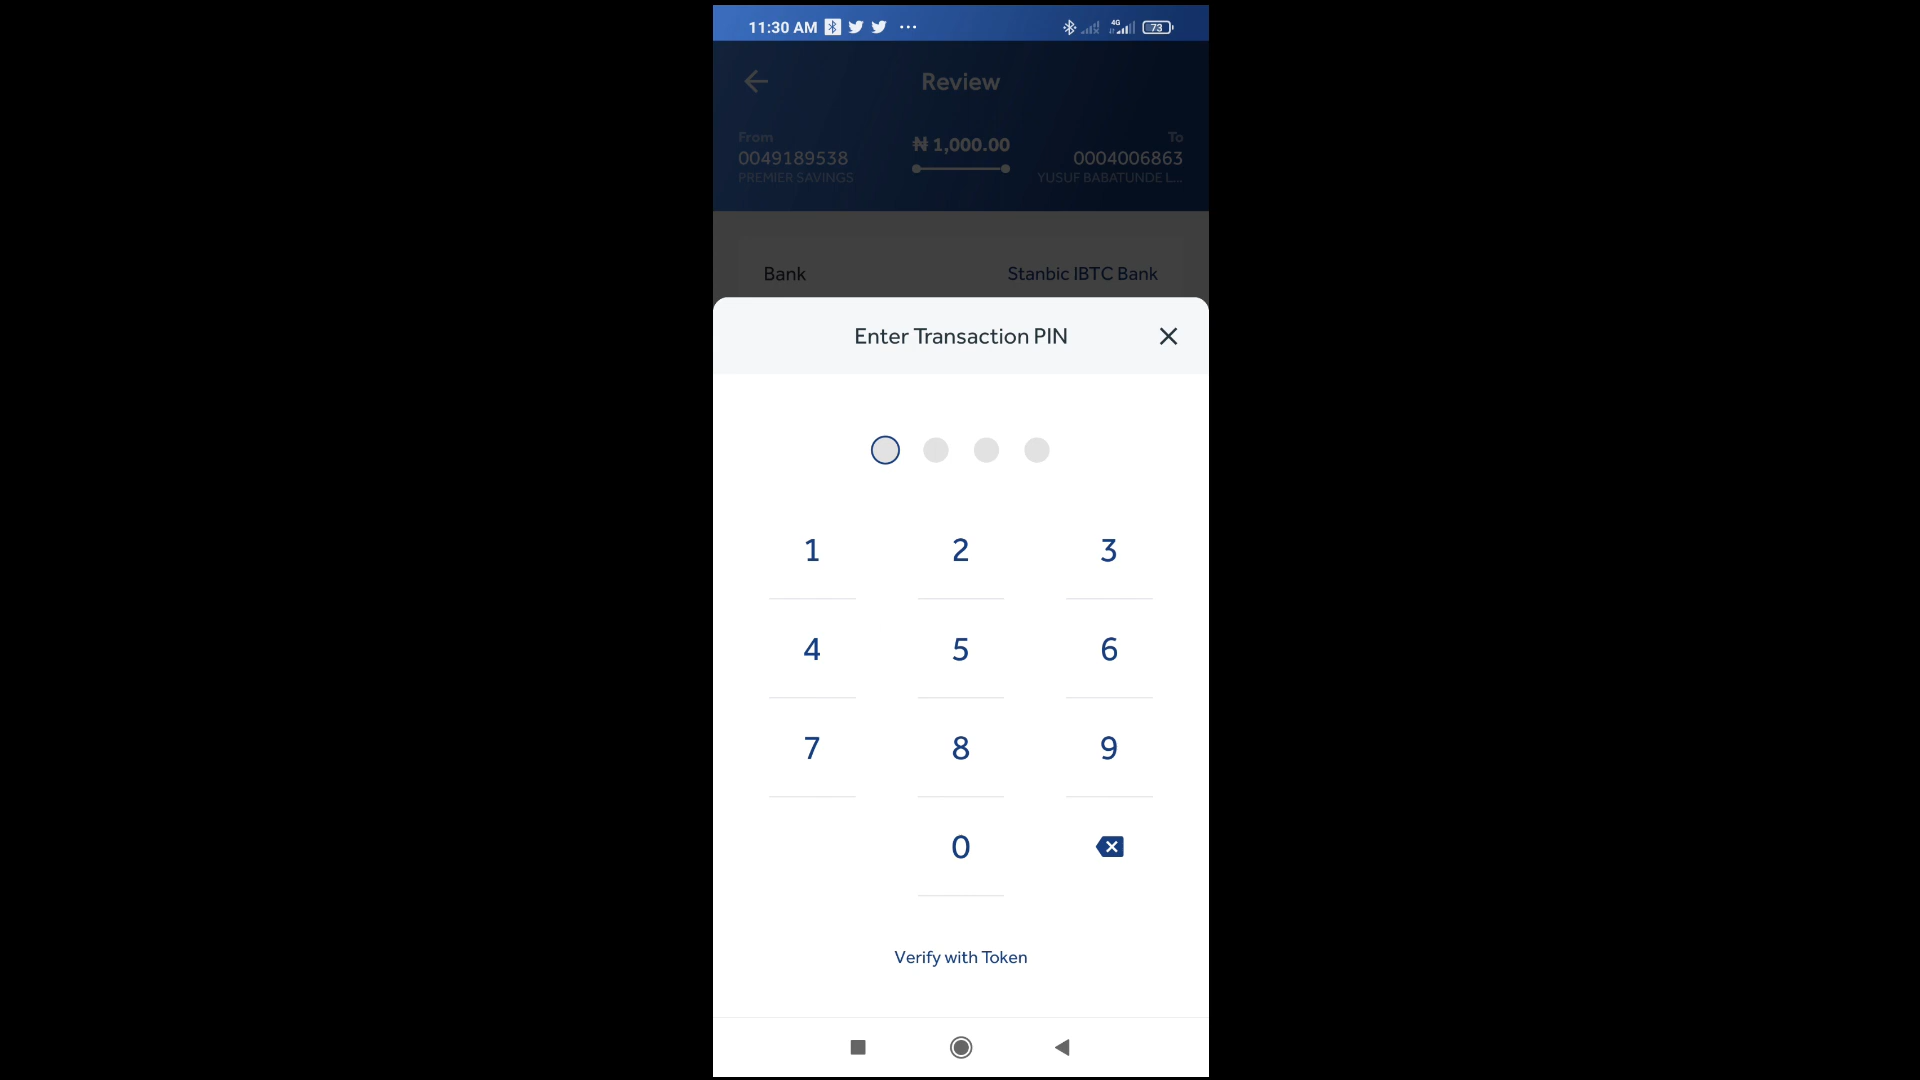 11:30 AM
4G
73
Review
From
₦ 1,000.00
To
0049189538
0004006863
PREMIER SAVINGS
YUSUF BABATUNDE L...
Bank
Stanbic IBTC Bank
Enter Transaction PIN
1 2 3
4 5 6
7 8 9
0
Verify with Token